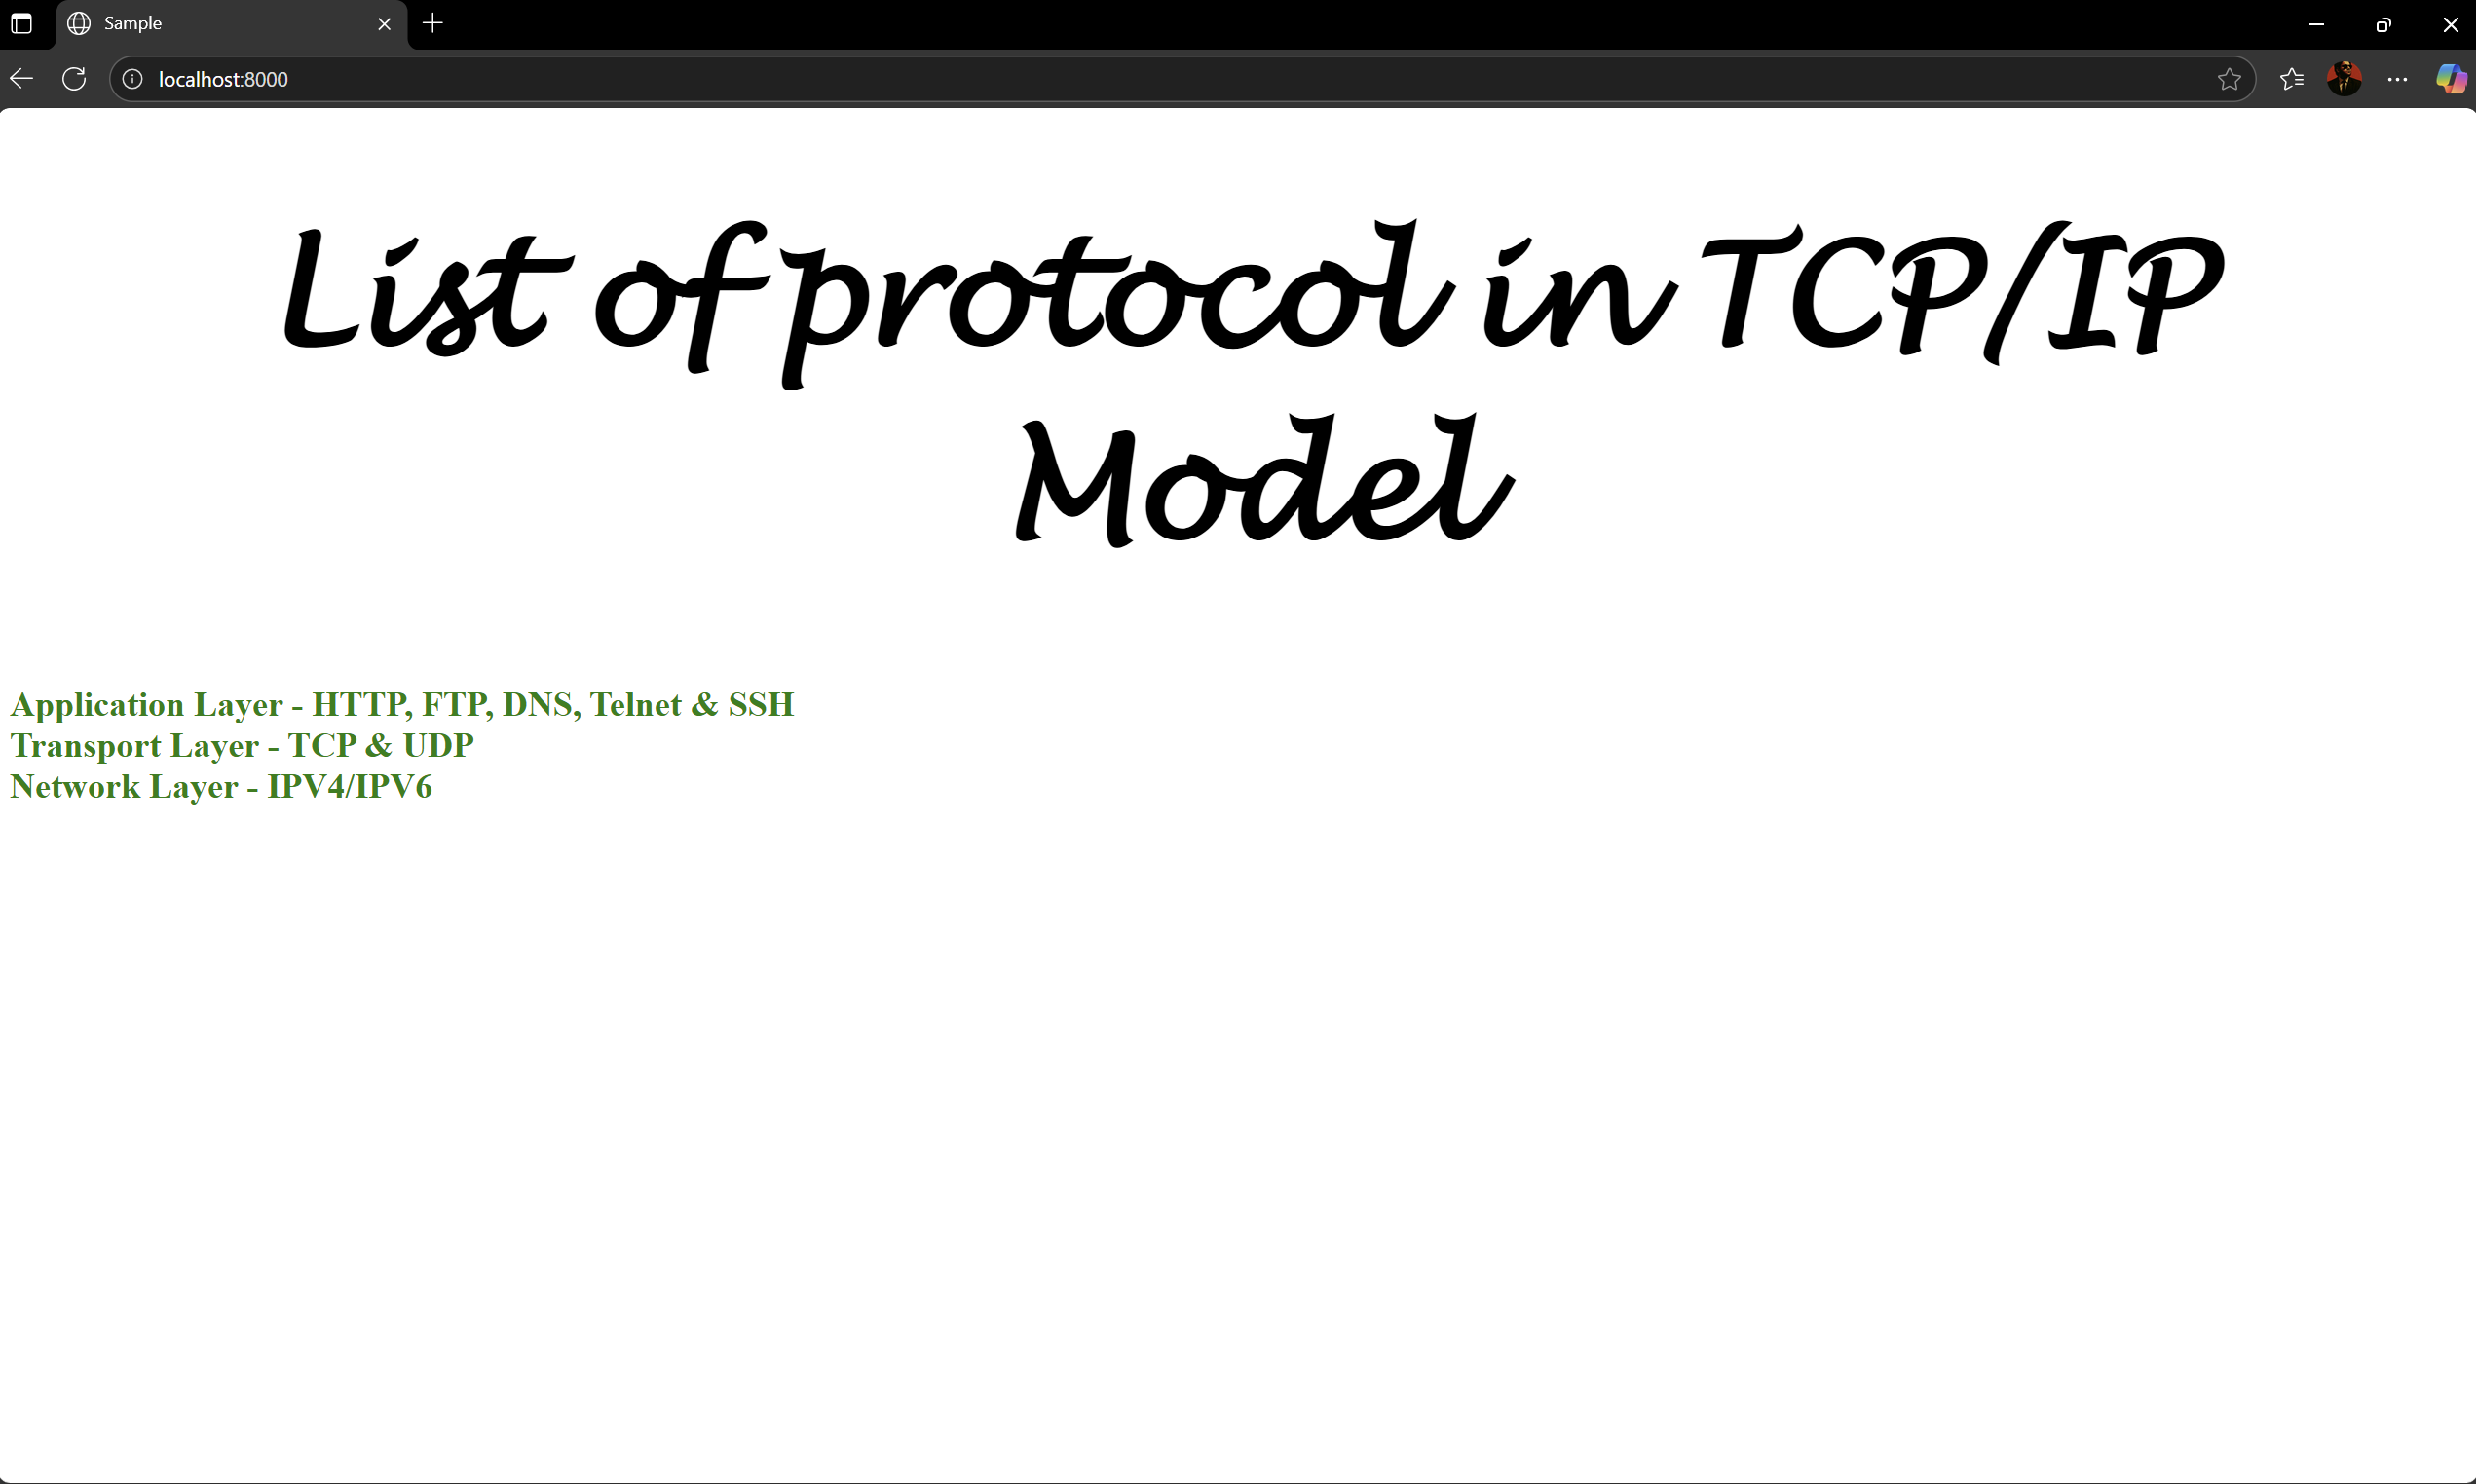 Sample
localhost:8000
List of protocol in TCP/IP
Model
Application Layer - HTTP, FTP, DNS, Telnet & SSH
Transport Layer - TCP & UDP
Network Layer - IPV4/IPV6